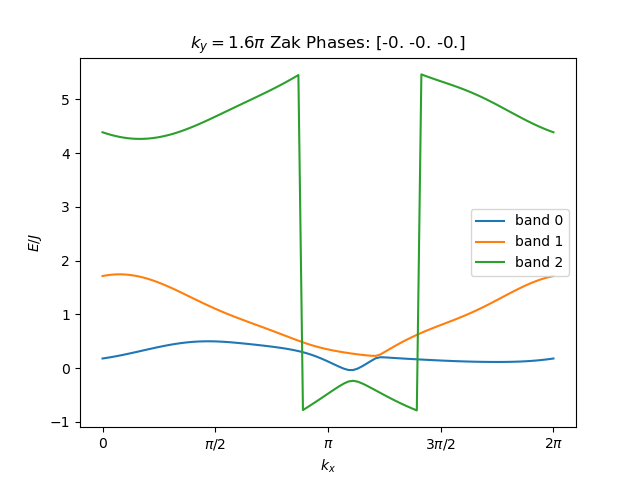 k_y = 1.6π Zak Phases: [-0. -0. -0.]
5
4
3
2
1
0
−1
E/J
band 0
band 1
band 2
0 π/2 π 3π/2 2π
k_x